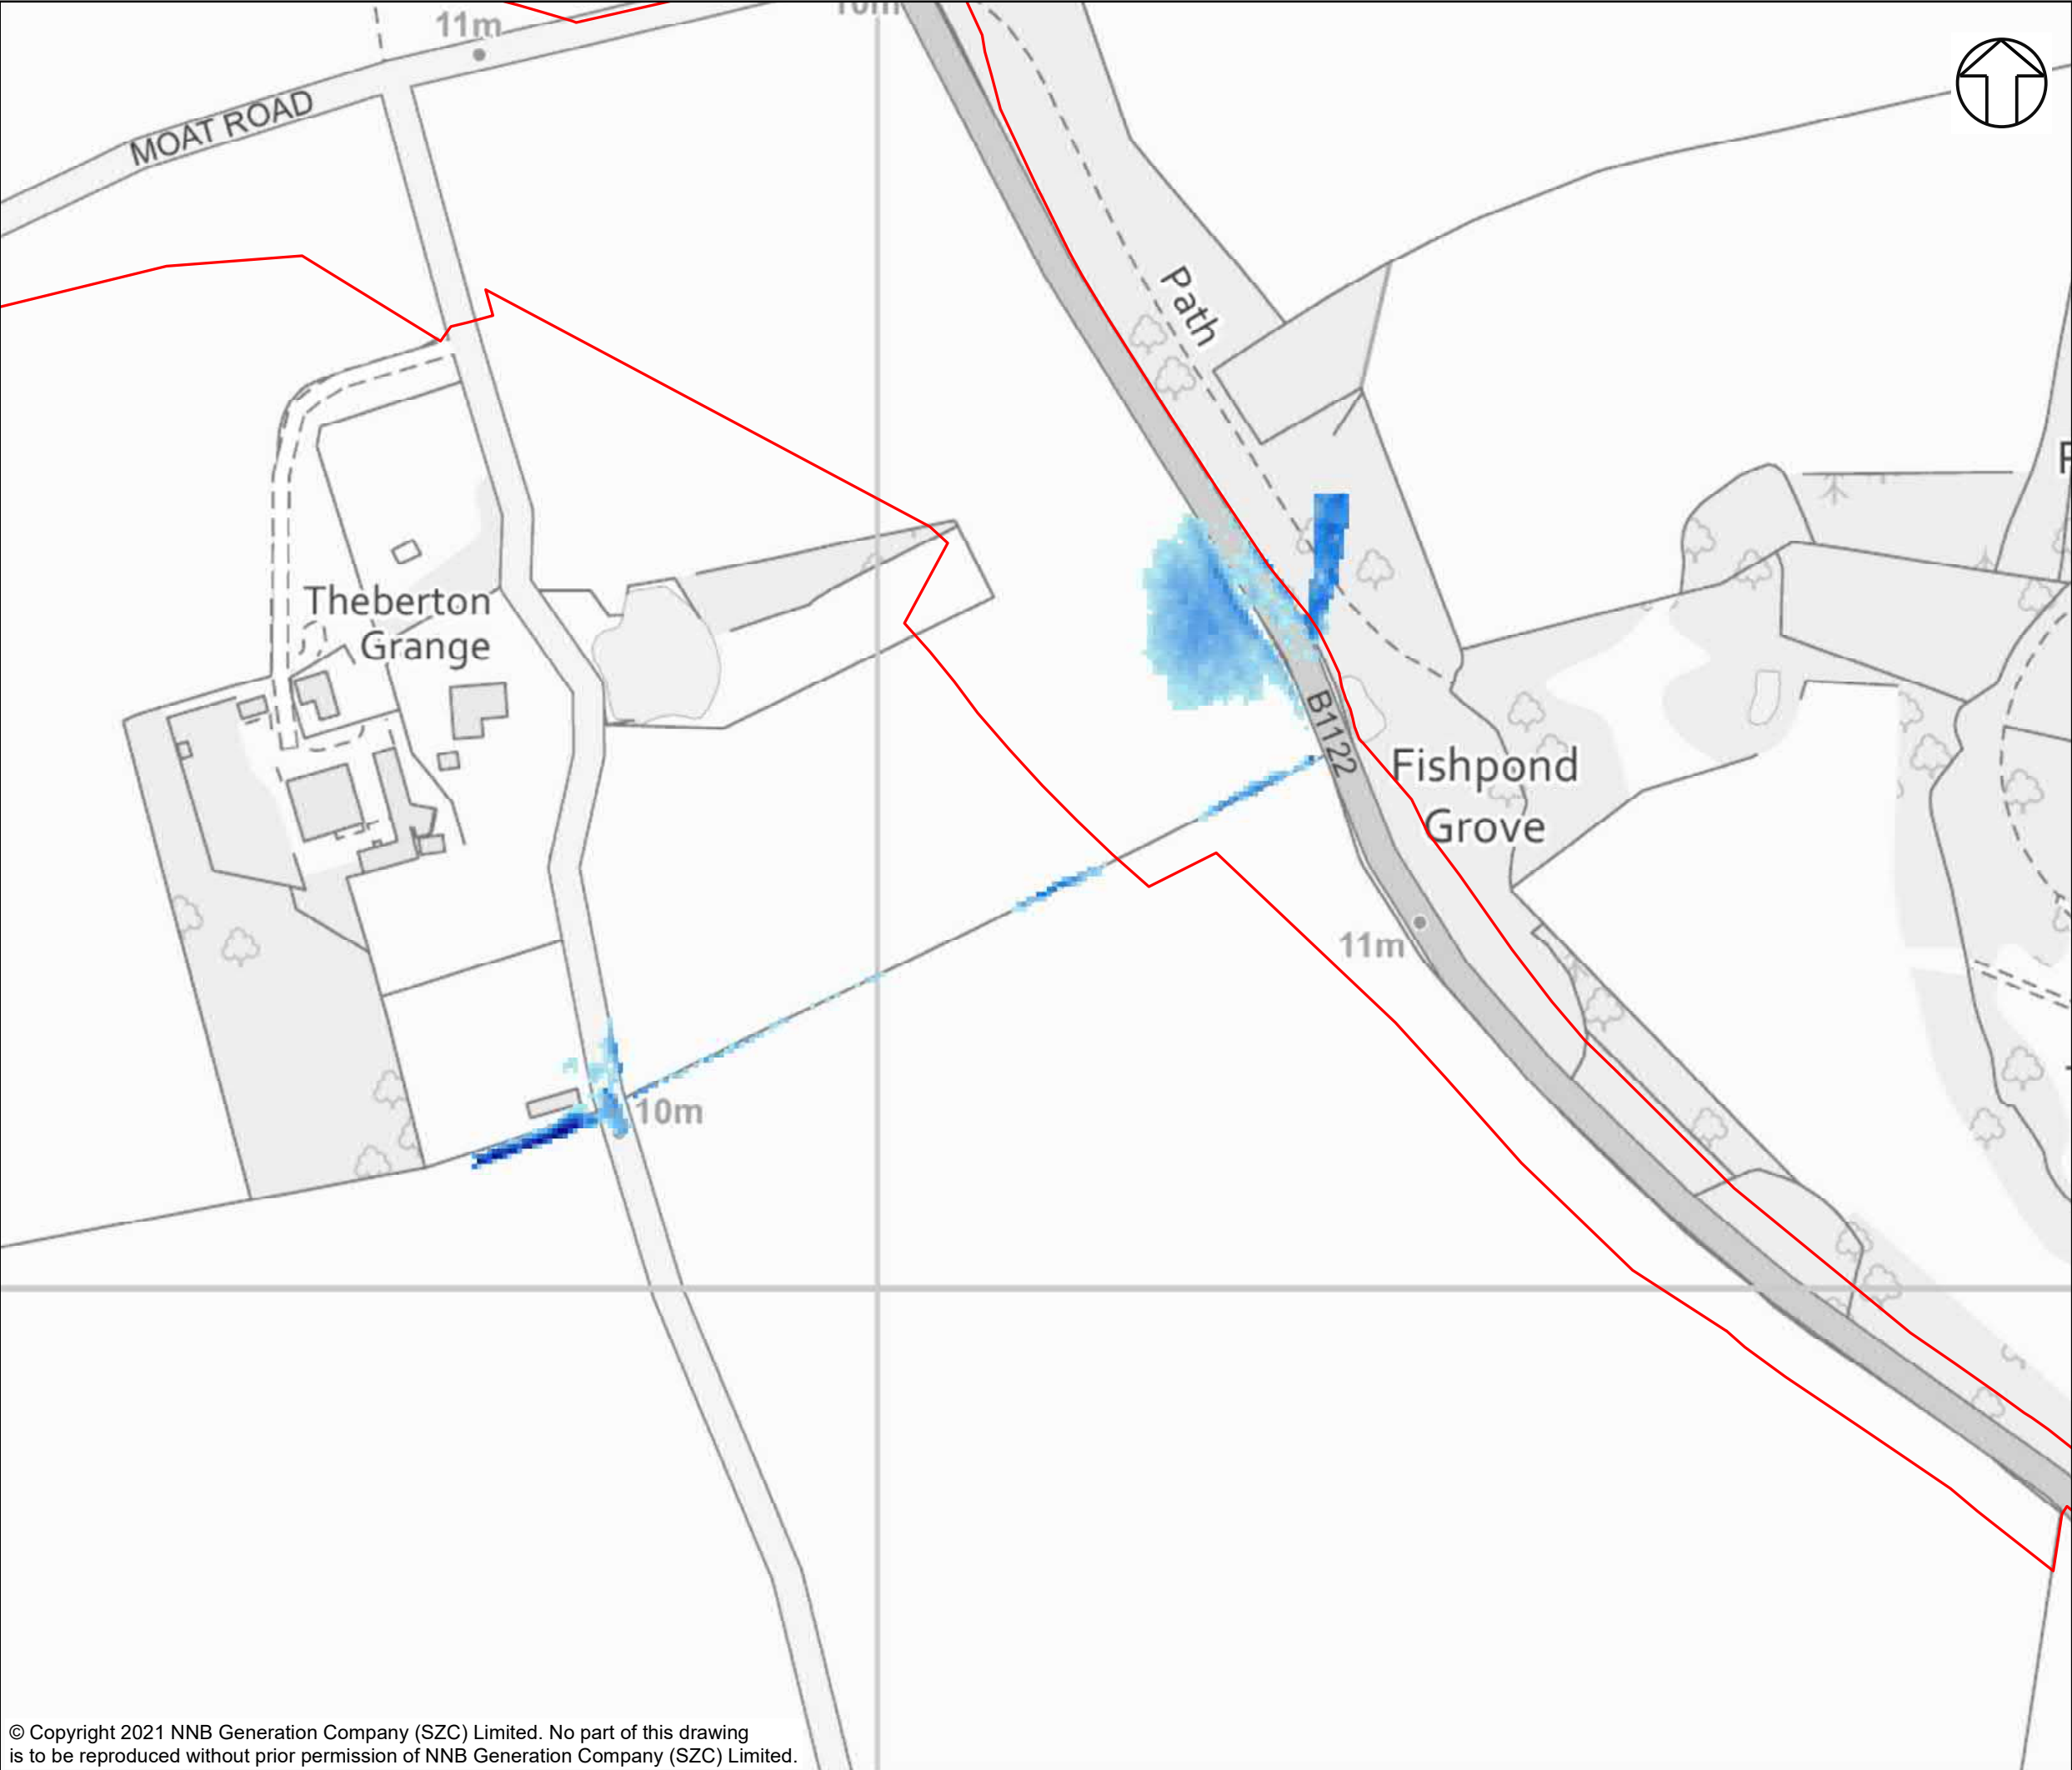 11m
10m
MOAT ROAD
Path
Theberton
Grange
B1122
Fishpond
Grove
11m
10m
© Copyright 2021 NNB Generation Company (SZC) Limited. No part of this drawing
is to be reproduced without prior permission of NNB Generation Company (SZC) Limited.